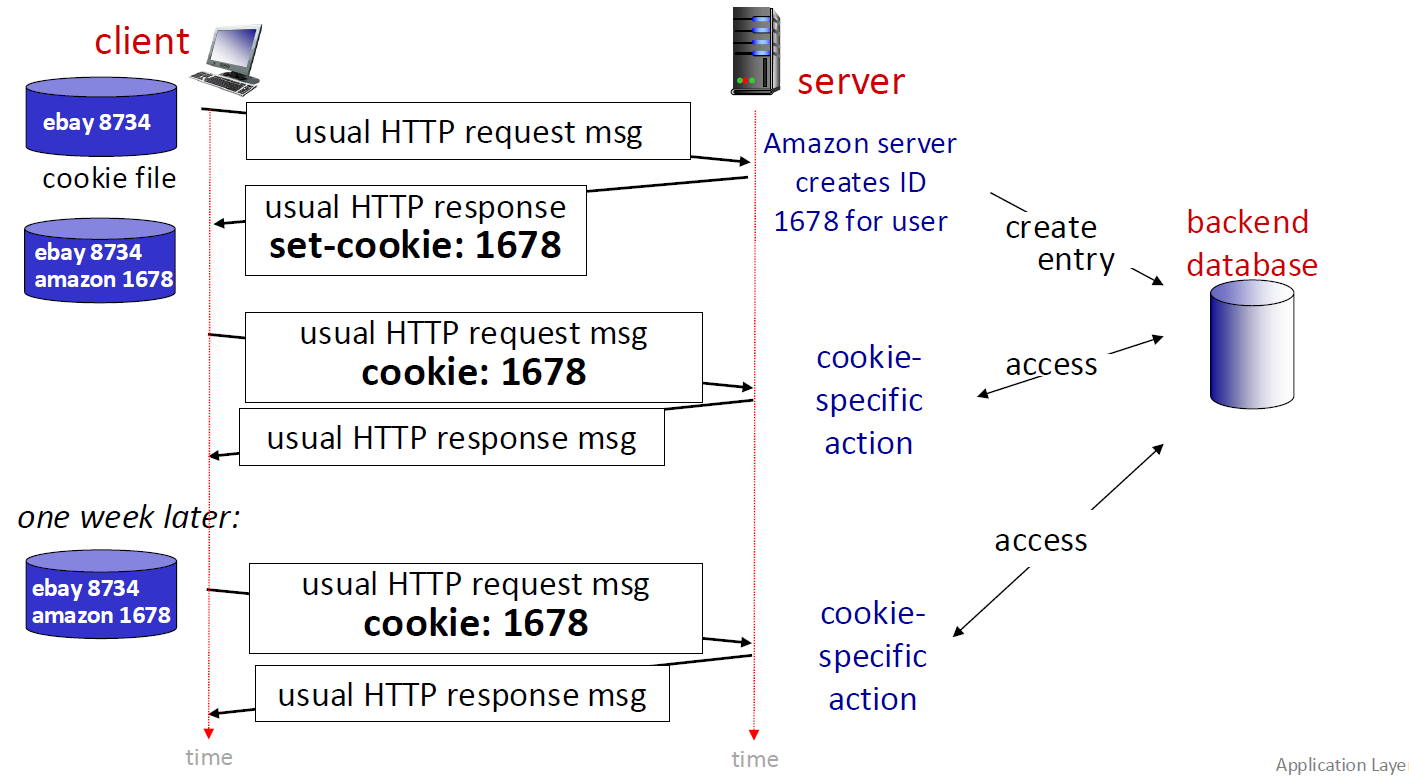 client
server
ebay 8734
cookie file
usual HTTP request msg
Amazon server
creates ID
1678 for user
usual HTTP response
set-cookie: 1678
ebay 8734
amazon 1678
create
entry
backend
database
usual HTTP request msg
cookie: 1678
cookie-
specific
action
access
usual HTTP response msg
one week later:
ebay 8734
amazon 1678
usual HTTP request msg
cookie: 1678
cookie-
specific
action
access
usual HTTP response msg
time
time
Application Laye